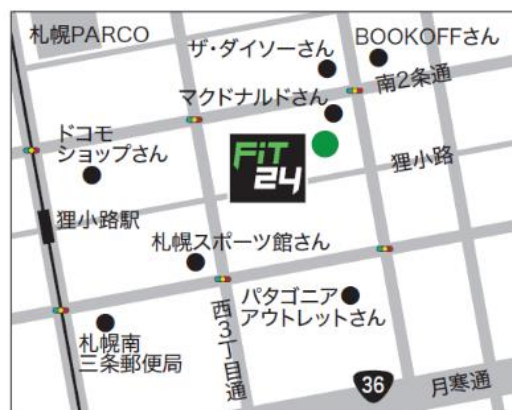 札幌PARCO
BOOKOFFさん
ザ・ダイソーさん
南2条通
マクドナルドさん
ドコモ
ショップさん
FiT
24
狸小路
狸小路駅
札幌スポーツ館さん
パタゴニア
アウトレットさん
西3丁目通
札幌南
三条郵便局
36
月寒通